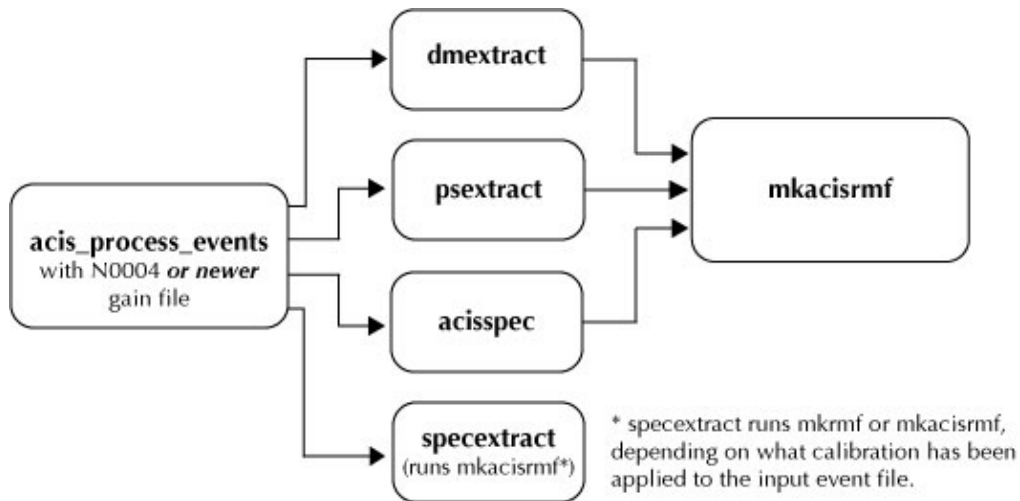 dmextract
psextract
mkacisrmf
acis_process_events
with N0004 or newer
gain file
acisspec
specextract
(runs mkacisrmf*)
* specextract runs mkrmf or mkacisrmf,
depending on what calibration has been
applied to the input event file.